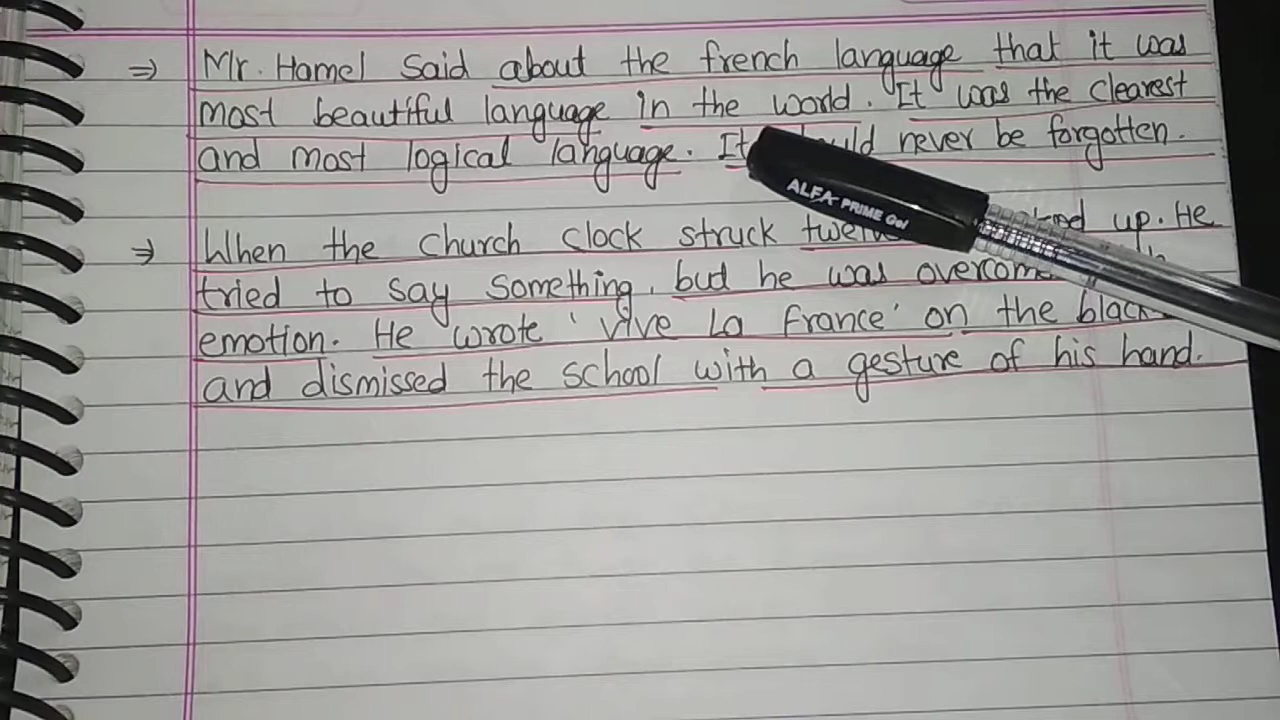 ⇒ Mr. Hamel said about the french language that it was
most beautiful language in the world. It was the clearest
and most logical language. It never be forgotten.
⇒ When the church clock struck up. He
tried to say something, but he was
emotion. He wrote 'vive La france' on the
and dismissed the school with a gesture of his hand.
ALFA-PRIME Gel